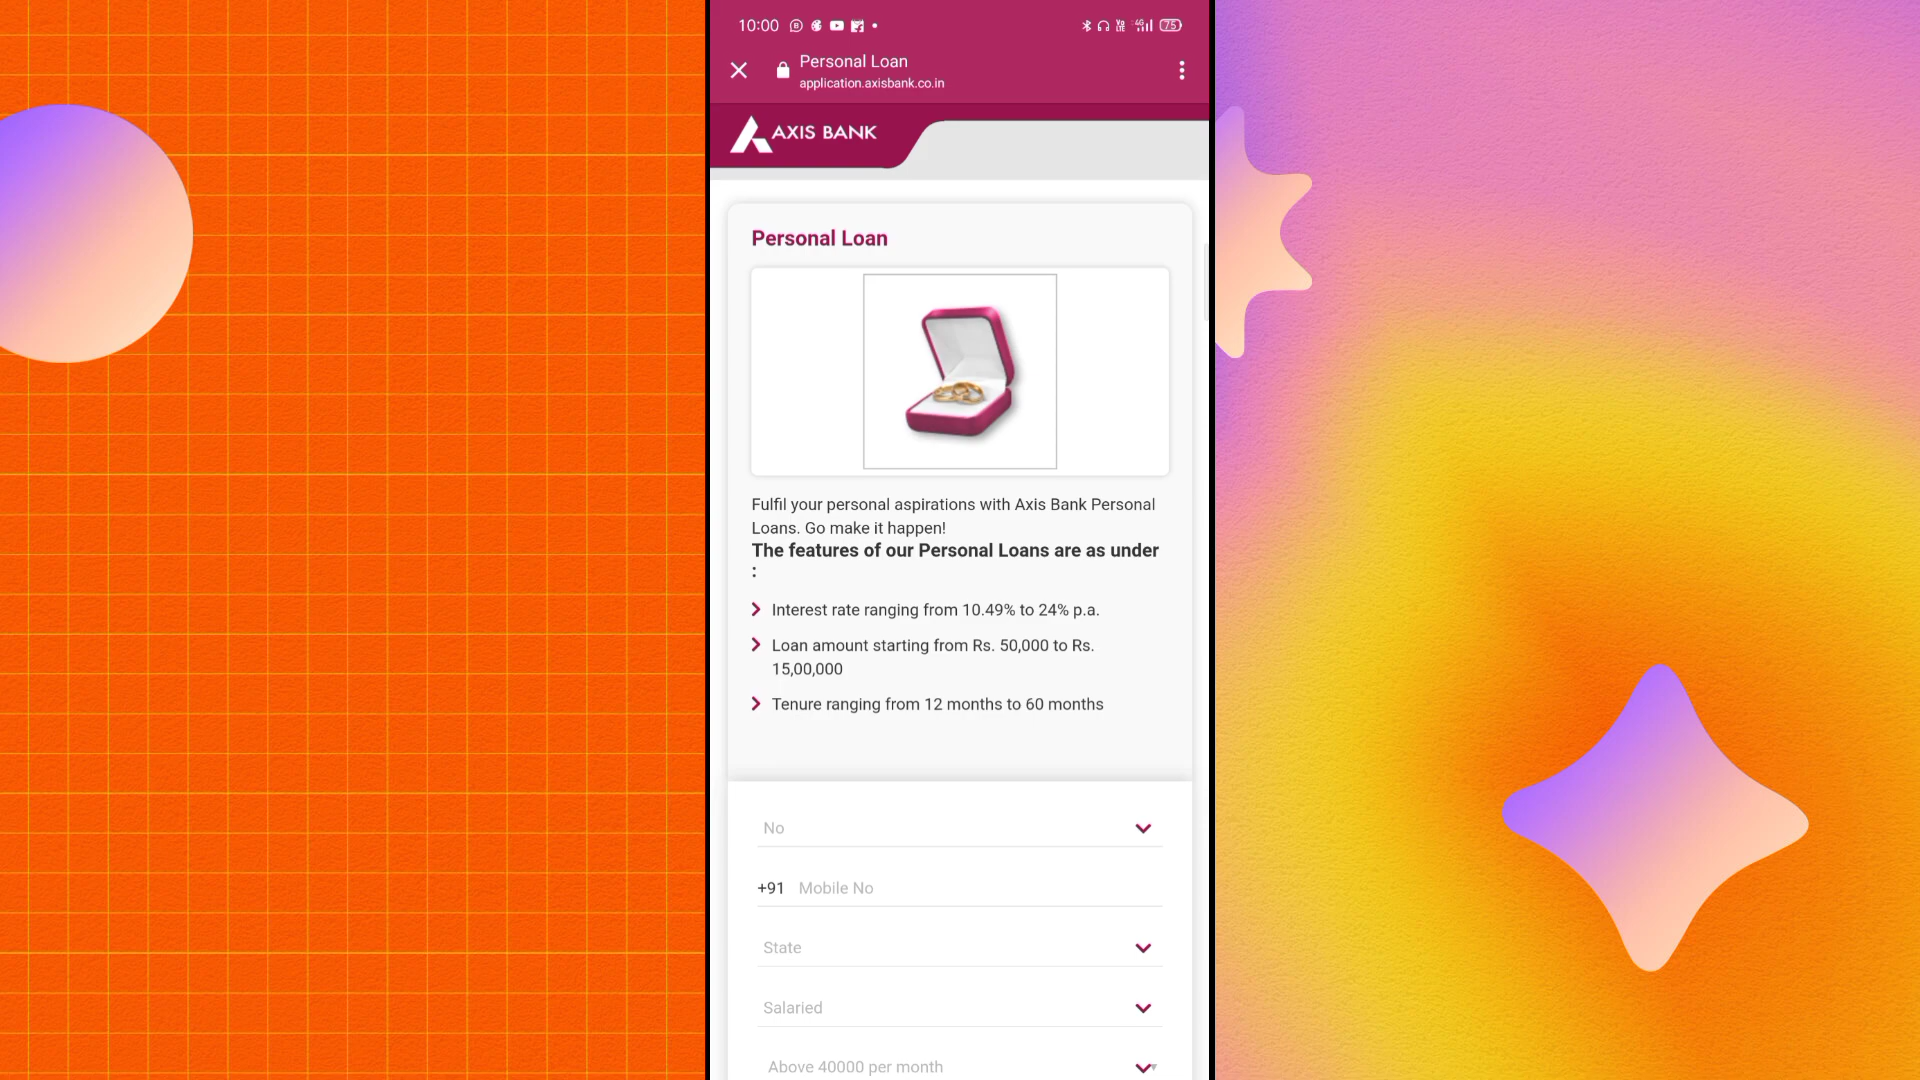 10:00
75
Personal Loan
application.axisbank.co.in
AXIS BANK
Personal Loan
Fulfil your personal aspirations with Axis Bank Personal
Loans. Go make it happen!
The features of our Personal Loans are as under
:
Interest rate ranging from 10.49% to 24% p.a.
Loan amount starting from Rs. 50,000 to Rs.
15,00,000
Tenure ranging from 12 months to 60 months
No
+91 Mobile No
State
Salaried
Above 40000 per month